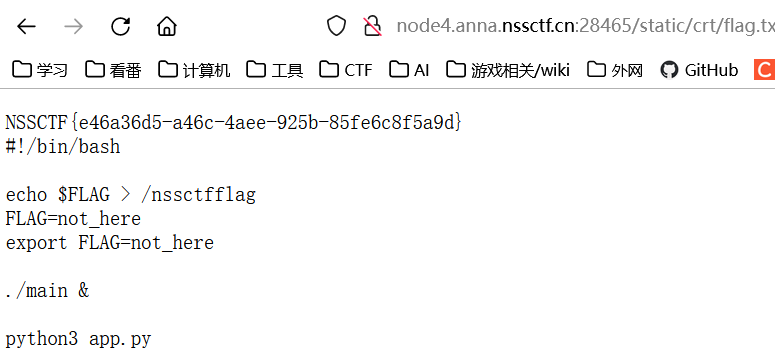 node4.anna.nssctf.cn:28465/static/crt/flag.tx
学习 看番 计算机 工具 CTF AI 游戏相关/wiki 外网 GitHub C
NSSCTF{e46a36d5-a46c-4aee-925b-85fe6c8f5a9d}
#!/bin/bash
echo $FLAG > /nssctfflag
FLAG=not_here
export FLAG=not_here
./main &
python3 app.py